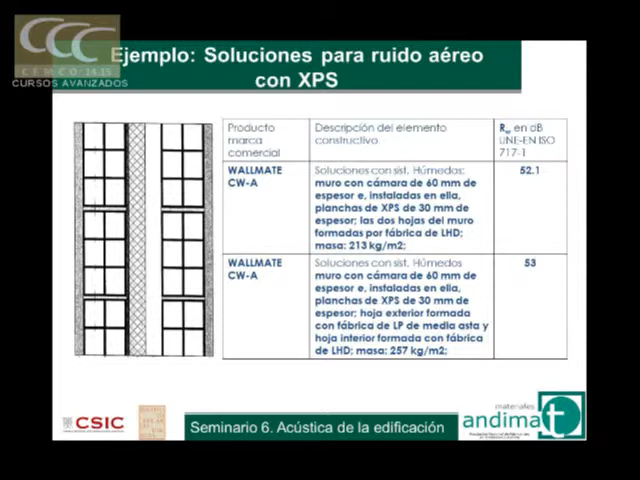 CCC
CEMCO 14-15
CURSOS AVANZADOS
Ejemplo: Soluciones para ruido aéreo
con XPS
Producto
marca
comercial
Descripción del elemento
constructivo
Rw en dB
UNE-EN ISO
717-1
WALLMATE
CW-A
Soluciones con sist. Húmedos:
muro con cámara de 60 mm de
espesor e, instaladas en ella,
planchas de XPS de 30 mm de
espesor; las dos hojas del muro
formadas por fábrica de LHD;
masa: 213 kg/m2;
52.1
WALLMATE
CW-A
Soluciones con sist. Húmedos
muro con cámara de 60 mm de
espesor e, instaladas en ella,
planchas de XPS de 30 mm de
espesor; hoja exterior formada
con fábrica de LP de media asta y
hoja interior formada con fábrica
de LHD; masa: 257 kg/m2;
53
CSIC
Seminario 6. Acústica de la edificación
materiales
andimat